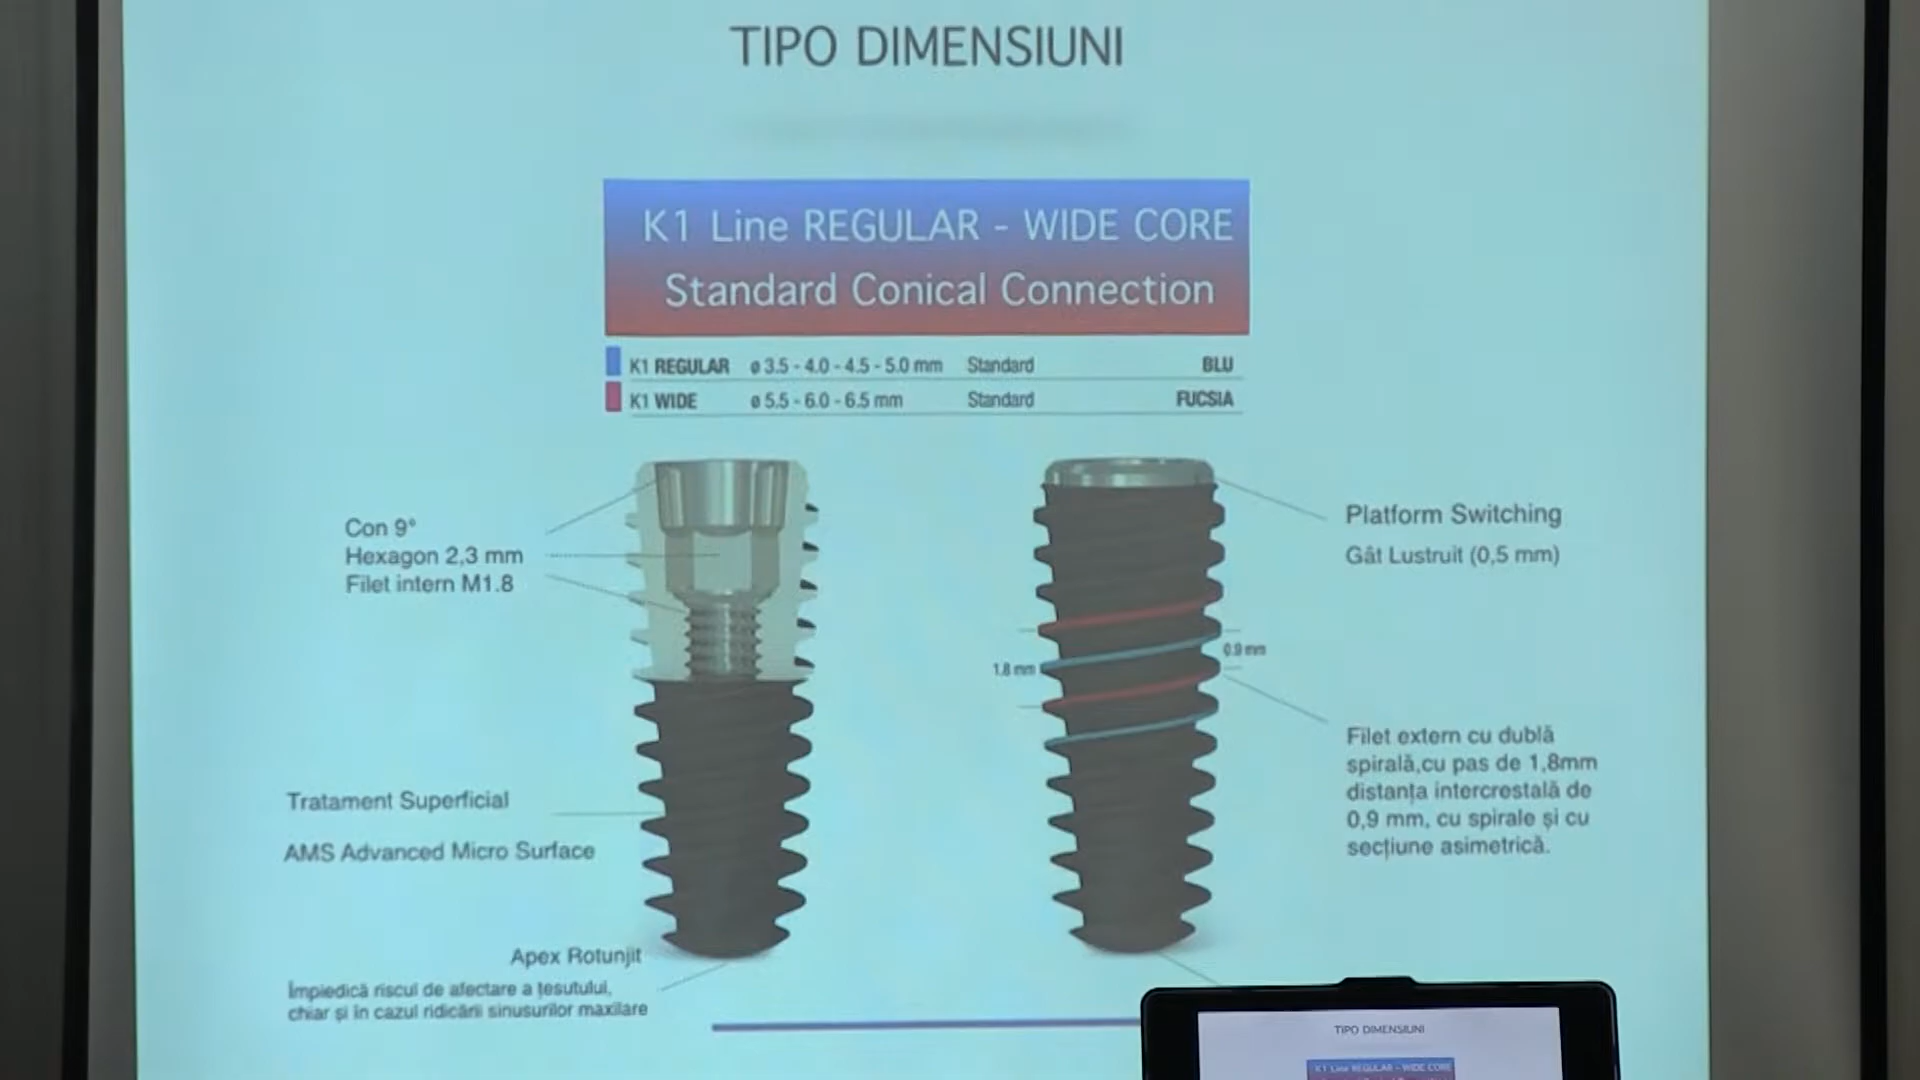 TIPO DIMENSIUNI
K1 Line REGULAR - WIDE CORE
Standard Conical Connection
K1 REGULAR ø 3.5 - 4.0 - 4.5 - 5.0 mm Standard BLU
K1 WIDE ø 5.5 - 6.0 - 6.5 mm Standard FUCSIA
Con 9°
Hexagon 2,3 mm
Filet intern M1.8
Platform Switching
Gât Lustruit (0,5 mm)
0.9 mm
1.8 mm
Filet extern cu dublă
spirală,cu pas de 1,8mm
distanța intercrestală de
0,9 mm, cu spirale și cu
secțiune asimetrică.
Tratament Superficial
AMS Advanced Micro Surface
Apex Rotunjit
Împiedică riscul de afectare a țesutului,
chiar și în cazul ridicării sinusurilor maxilare
TIPO DIMENSIUNI
K1 Line REGULAR - WIDE CORE